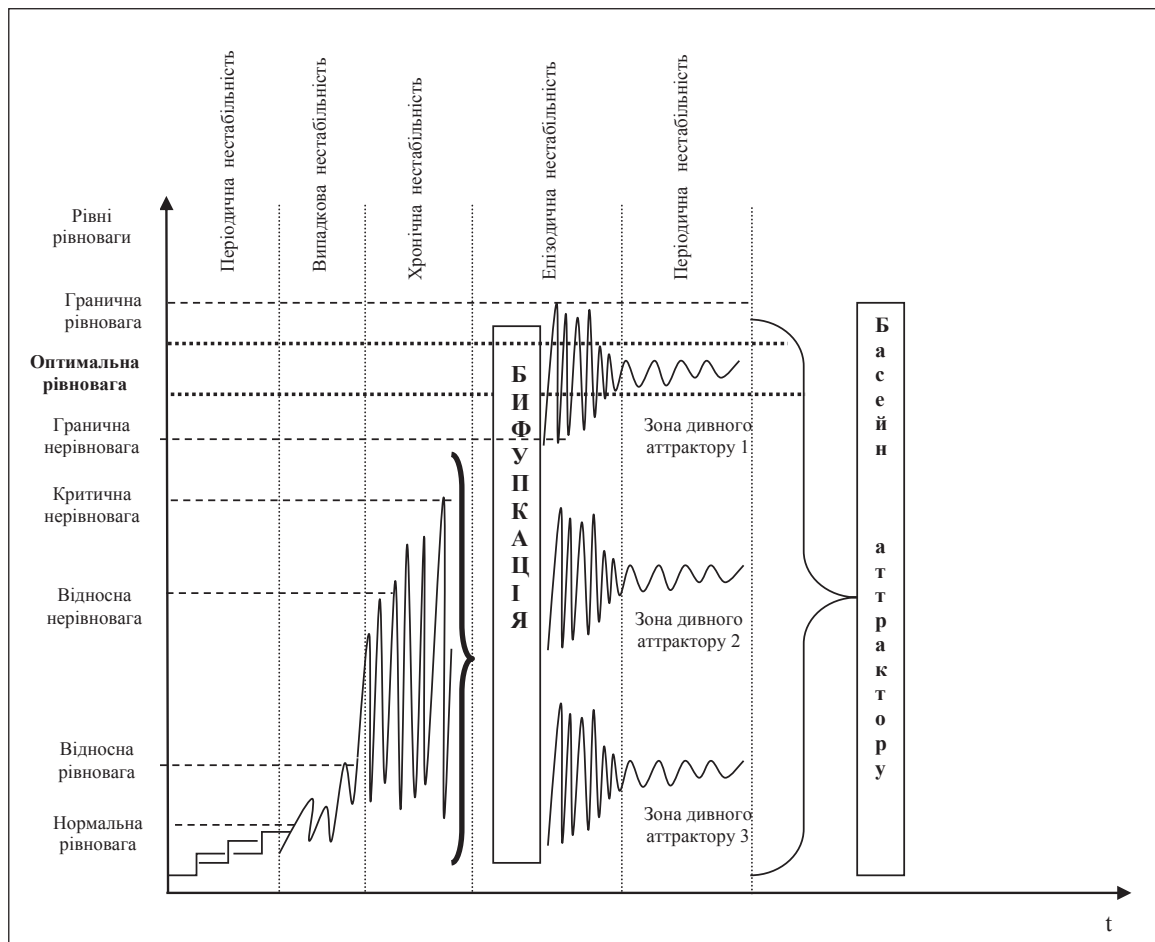 Періодична нестабільність
Випадкова нестабільність
Хронічна нестабільність
Епізодична нестабільність
Періодична нестабільність
Рівні
рівноваги
Гранична
рівновага
Оптимальна
рівновага
Гранична
нерівновага
Критична
нерівновага
Відносна
нерівновага
Відносна
рівновага
Нормальна
рівновага
БИФУПКАЦІЯ
Зона дивного
аттрактору 1
Зона дивного
аттрактору 2
Зона дивного
аттрактору 3
Басейн аттрактору
t